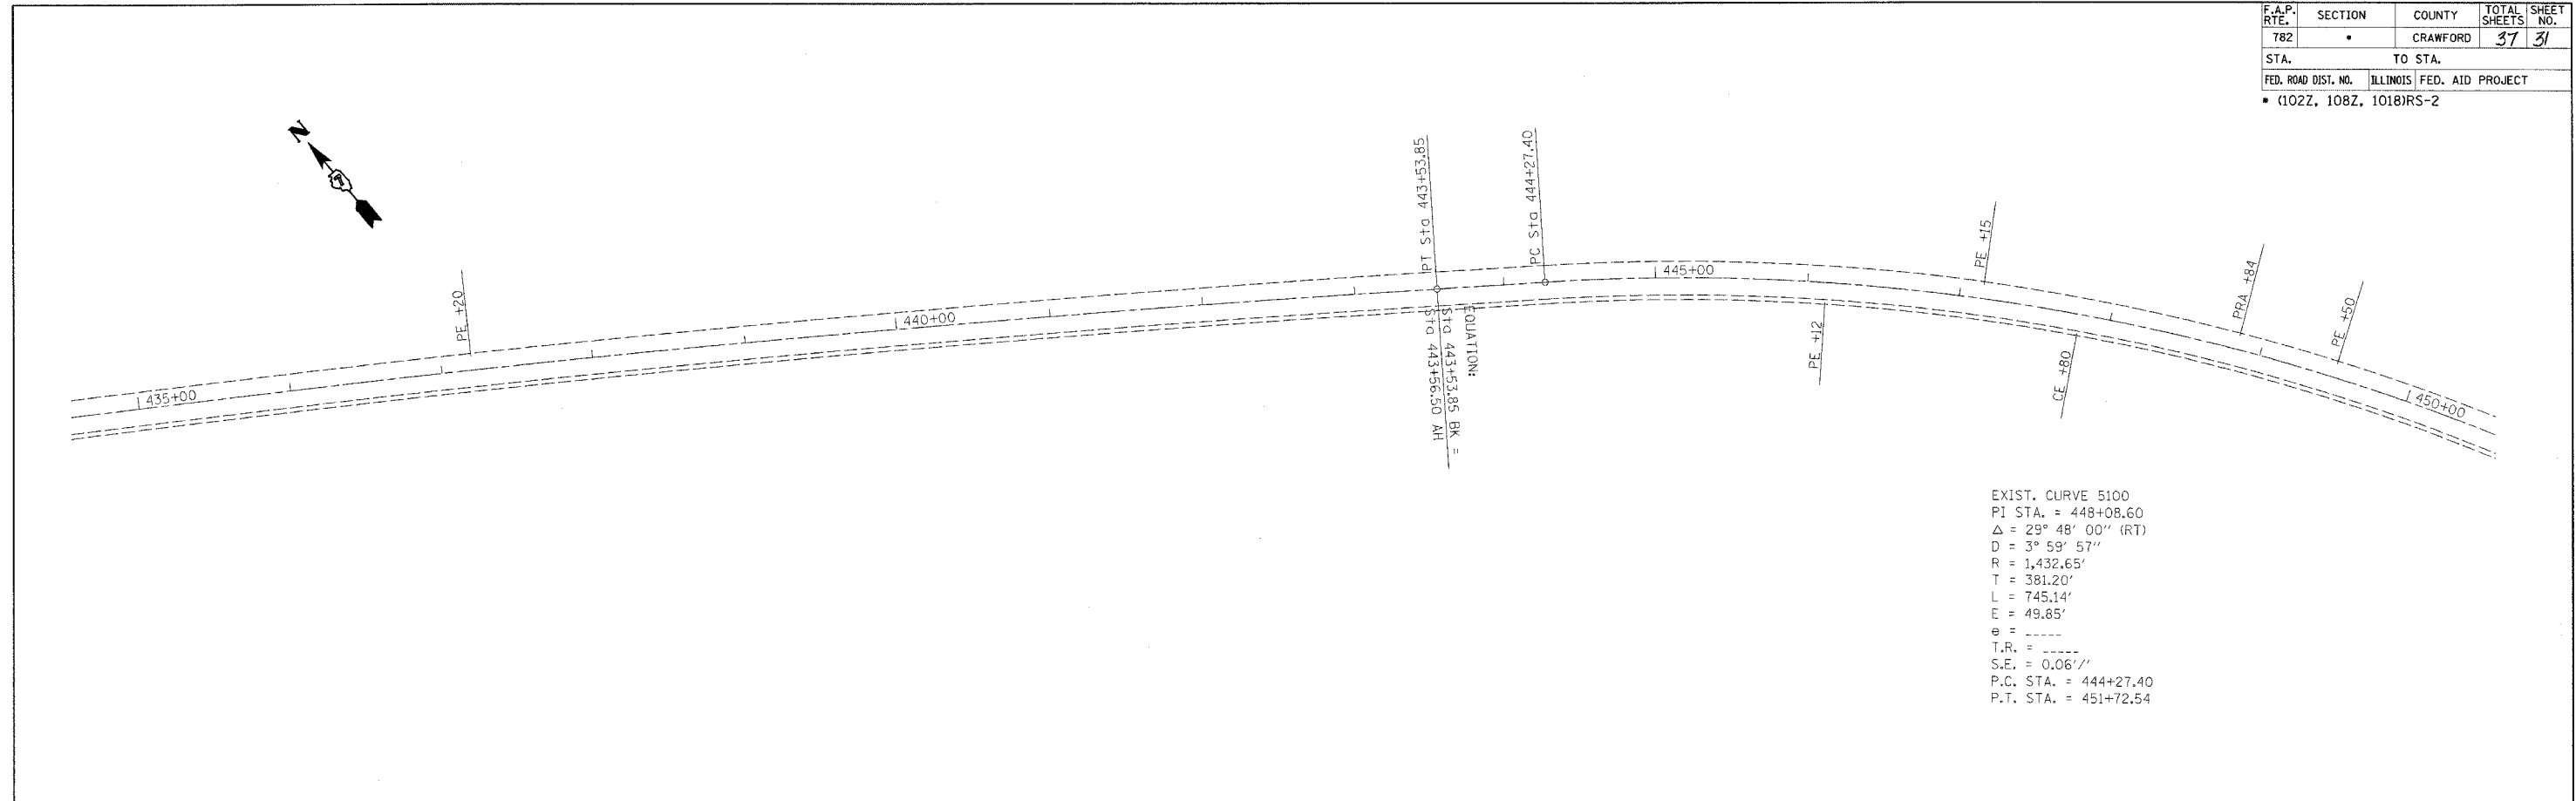 F.A.P. RTE. SECTION COUNTY TOTAL SHEETS SHEET NO.
782 • CRAWFORD 37 31
STA. TO STA.
FED. ROAD DIST. NO. ILLINOIS FED. AID PROJECT
• (102Z, 108Z, 101B)RS-2
N
PE +20
PT Sta 443+53.85
PC Sta 444+27.40
PE +15
PRA +84
PE +50
435+00
440+00
445+00
450+00
EQUATION:
Sta 443+53.85 BK =
Sta 443+56.50 AH
PE +12
CE +80
EXIST. CURVE 5100
PI STA. = 448+08.60
Δ = 29° 48' 00" (RT)
D = 3° 59' 57"
R = 1,432.65'
T = 381.20'
L = 745.14'
E = 49.85'
e = -----
T.R. = -----
S.E. = 0.06'/'
P.C. STA. = 444+27.40
P.T. STA. = 451+72.54